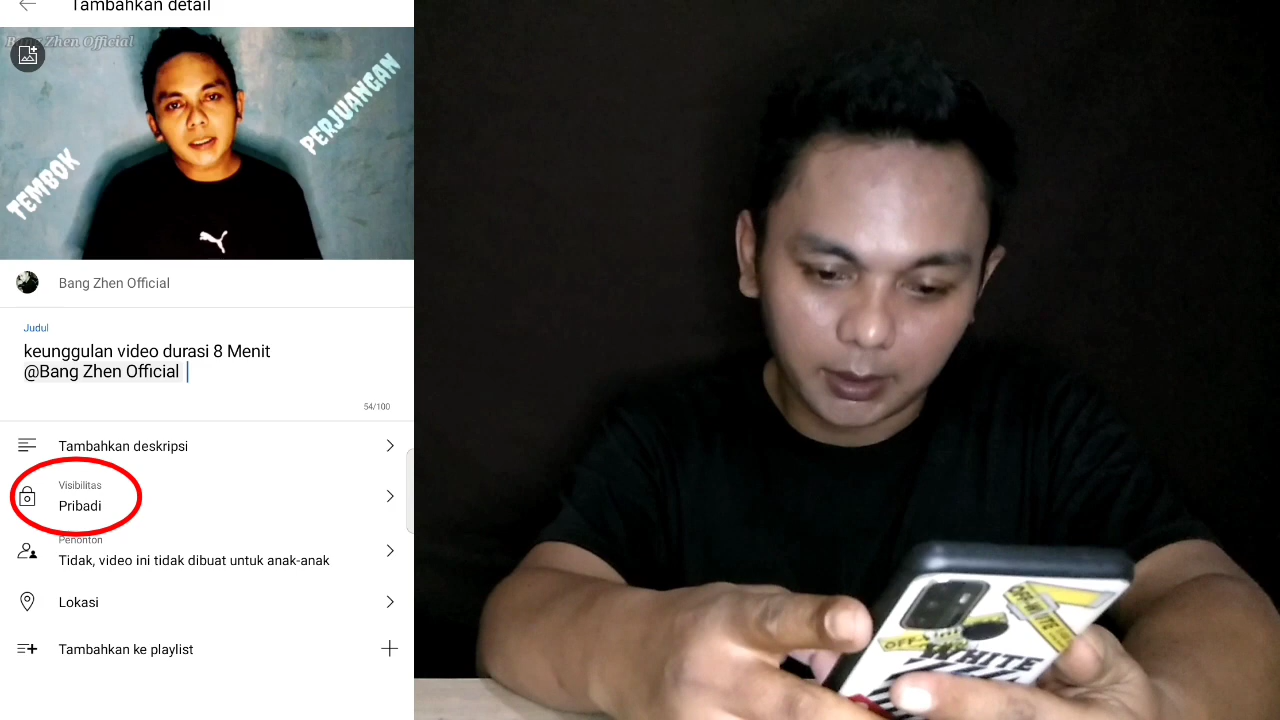 Tambahkan detail
Bang Zhen Official
TEMBOK
PERJUANGAN
Bang Zhen Official
Judul
keunggulan video durasi 8 Menit
@Bang Zhen Official
54/100
Tambahkan deskripsi
Visibilitas
Pribadi
Penonton
Tidak, video ini tidak dibuat untuk anak-anak
Lokasi
Tambahkan ke playlist
OFF-WHITE
OFF-
WHITE